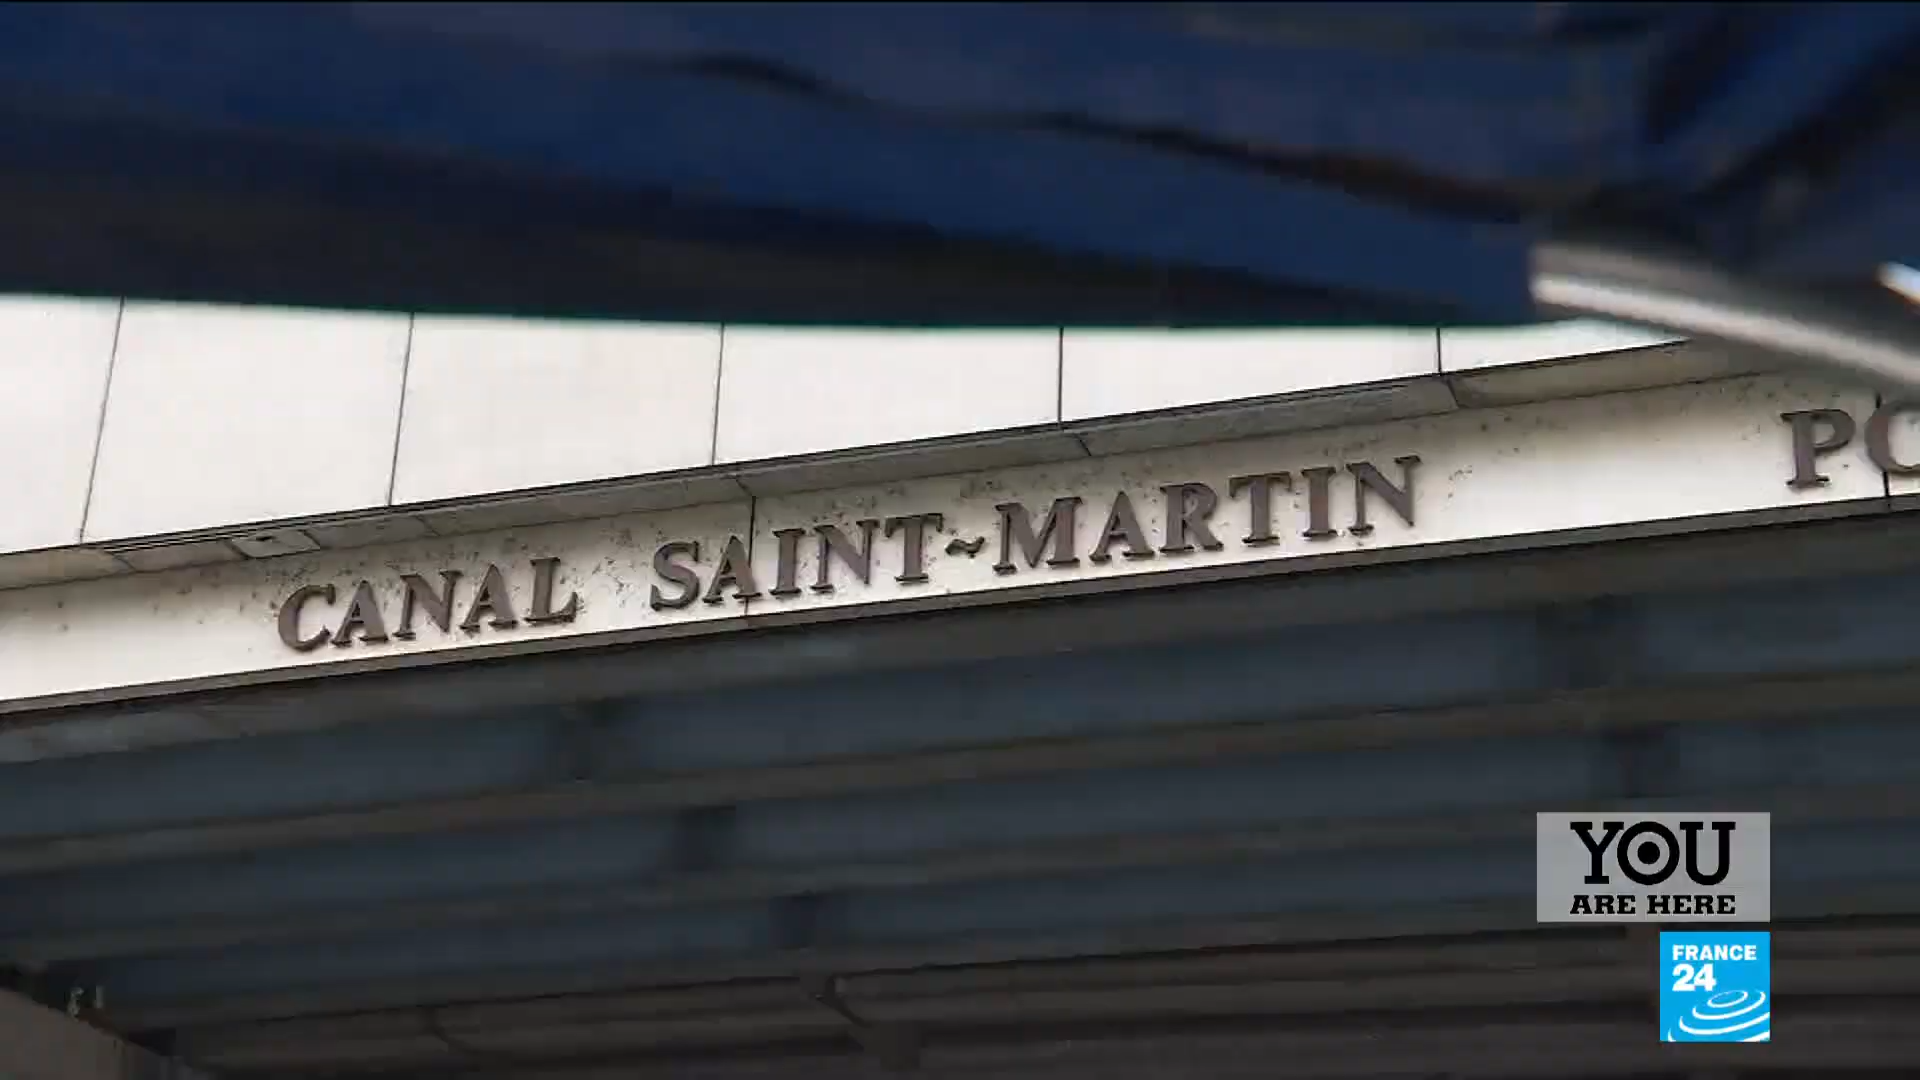 CANAL SAINT~MARTIN
YOU
ARE HERE
FRANCE
24